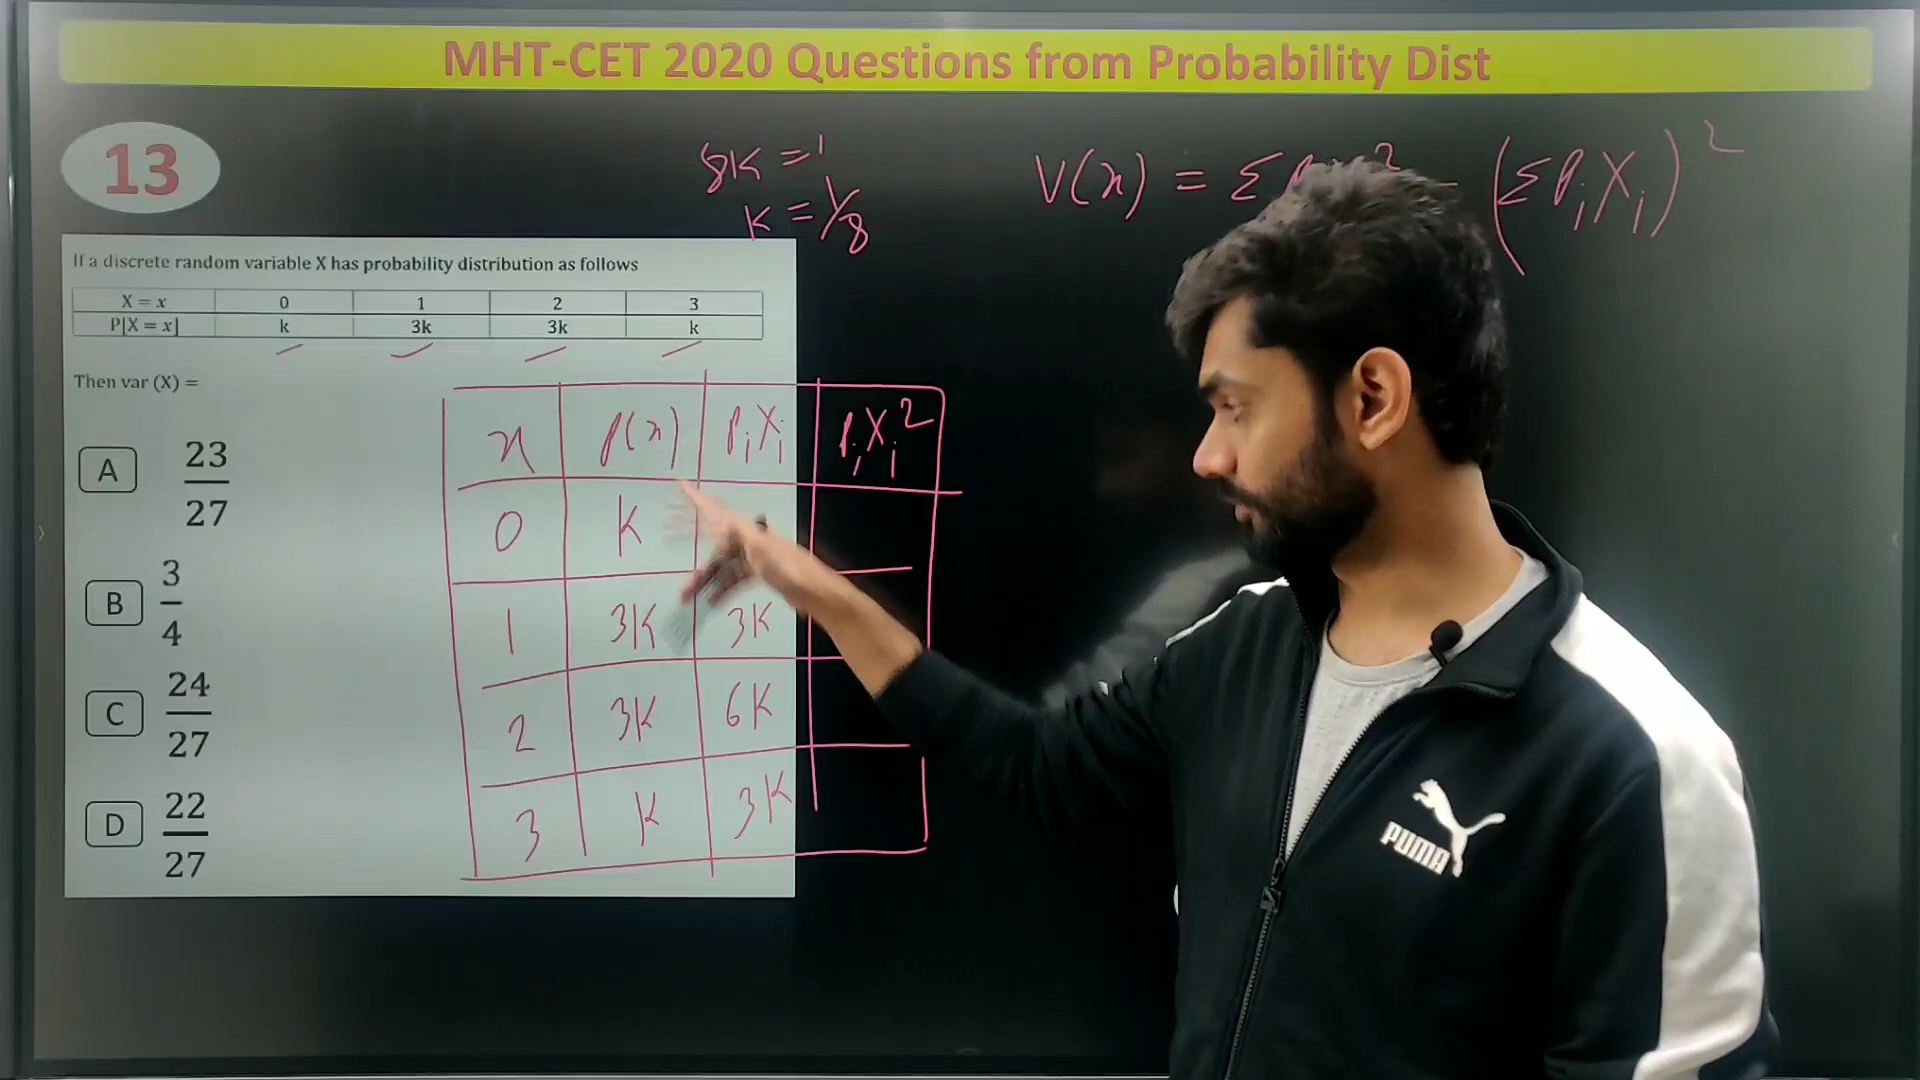 MHT-CET 2020 Questions from Probability Dist
13
8K = 1
K = 1/8
V(x) = Σ 2 - (ΣPiXi)2
If a discrete random variable X has probability distribution as follows
X = x 0 1 2 3
P[X = x] k 3k 3k k
Then var (X) =
A 23/27
B 3/4
C 24/27
D 22/27
x P(x) PiXi PiXi2
0 K
1 3K 3K
2 3K 6K
3 K 3K
PUMA